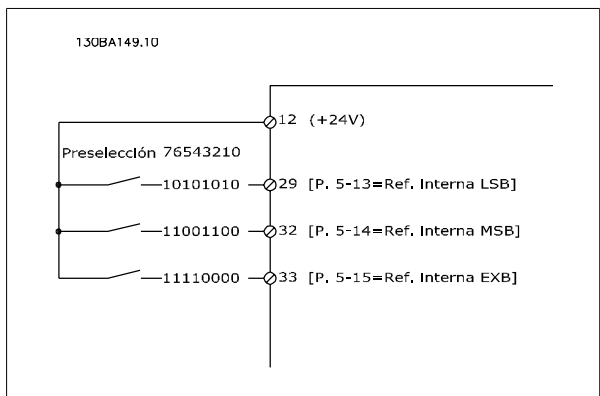 130BA149.10
12 (+24V)
Preselección 76543210
10101010 29 [P. 5-13=Ref. Interna LSB]
11001100 32 [P. 5-14=Ref. Interna MSB]
11110000 33 [P. 5-15=Ref. Interna EXB]